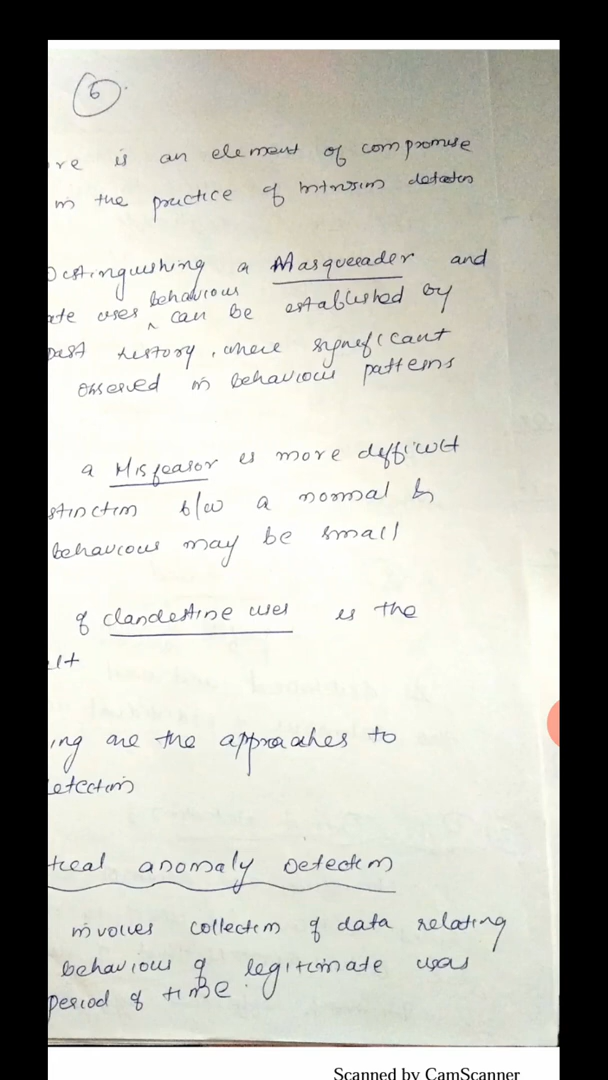 6
re is an element of compromise
in the practice of intrusion detection
Distinguishing a Masquerader and
behaviour
ate user ^ can be established by
past history, where significant
observed in behaviour patterns
a Misfeasor is more difficult
stinction b/w a normal &
behaviour may be small
of clandestine user is the
ult
ing are the approaches to
etection
tical anomaly Detection
involves collection of data relating
behaviour of legitimate users
period of time.
Scanned by CamScanner